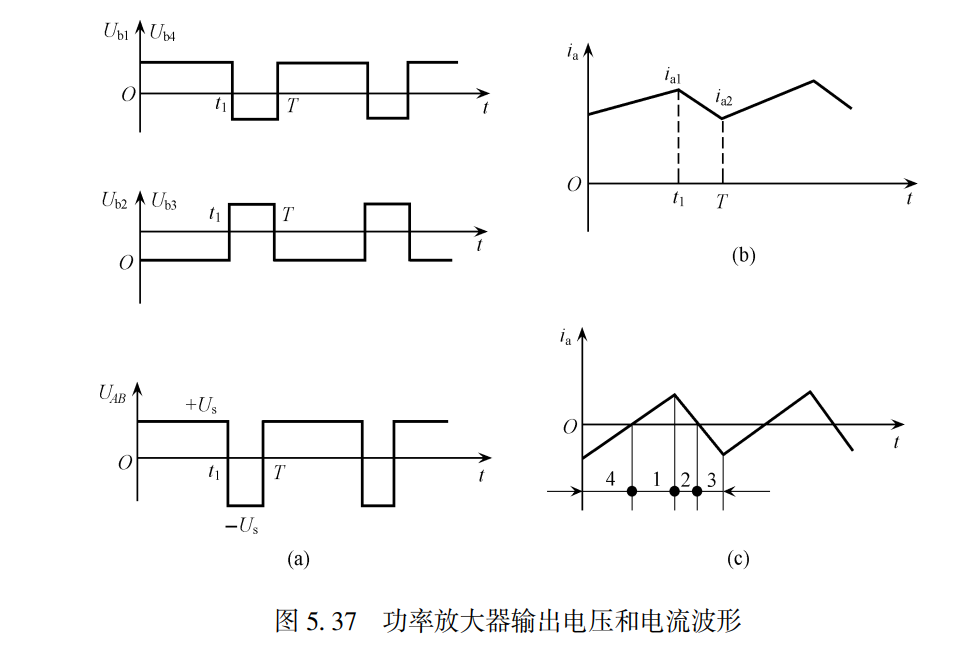 Ub1 Ub4
O t1 T t
Ub2 Ub3
t1 T
O t
UAB
+Us
O t1 T t
−Us
(a)
ia
ia1
ia2
O t1 T t
(b)
ia
O t
4 1 2 3
(c)
图 5.37 功率放大器输出电压和电流波形